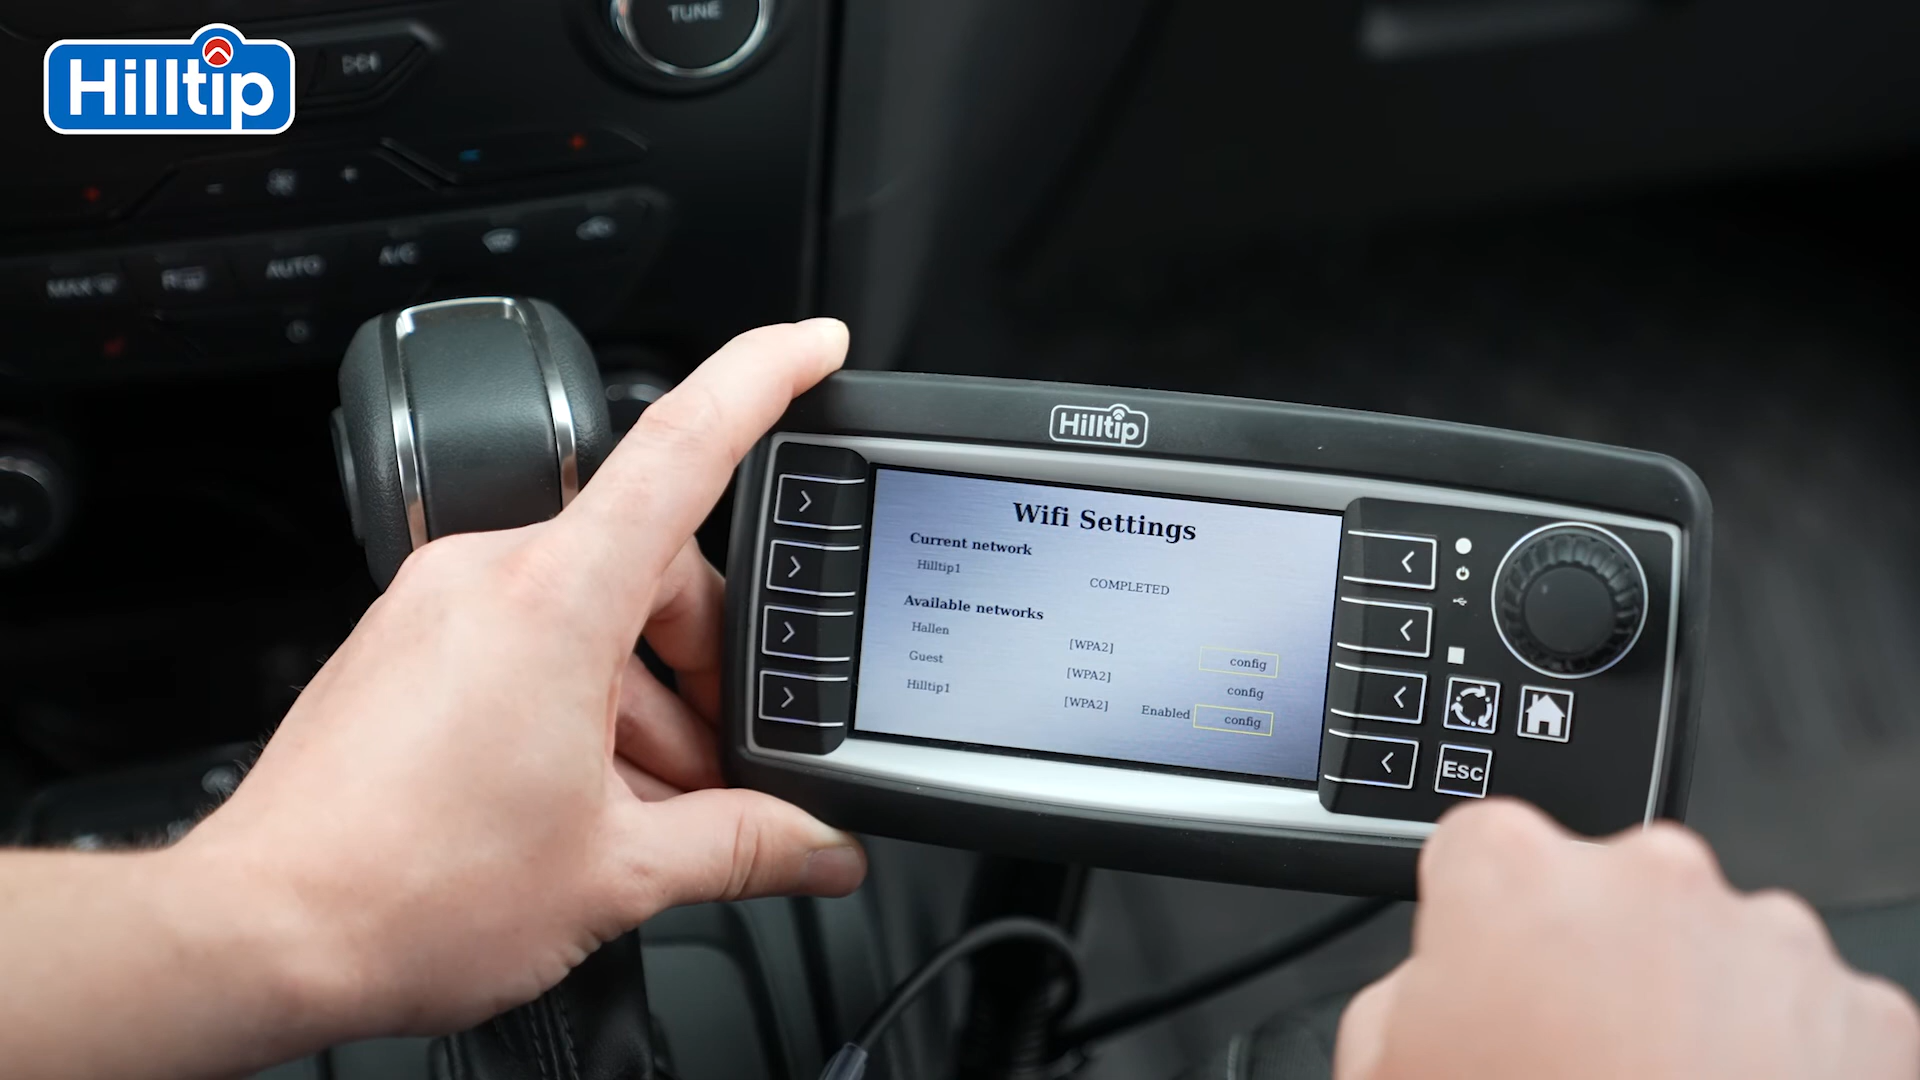 Hilltip
TUNE
MAX
R
AUTO
A/C
Hilltip
Wifi Settings
Current network
Hilltip1
COMPLETED
Available networks
Hallen [WPA2] config
Guest [WPA2] config
Hilltip1 [WPA2] Enabled config
Esc